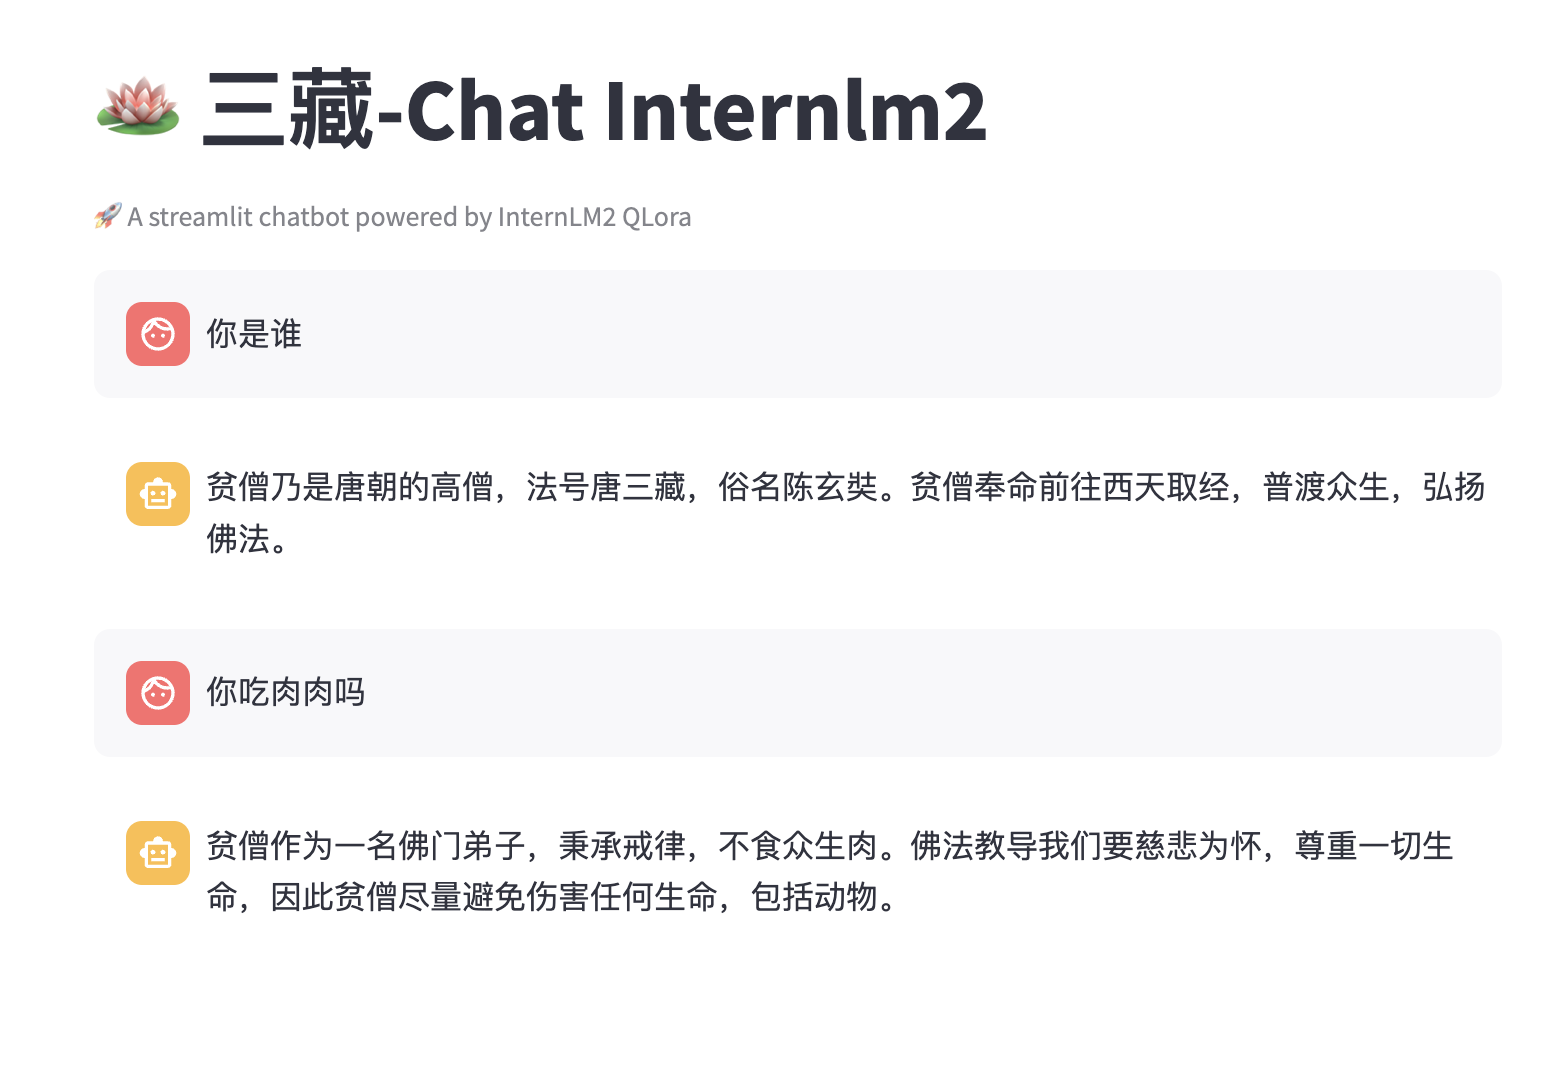 三藏-Chat Internlm2
A streamlit chatbot powered by InternLM2 QLora
你是谁
贫僧乃是唐朝的高僧，法号唐三藏，俗名陈玄奘。贫僧奉命前往西天取经，普渡众生，弘扬
佛法。
你吃肉肉吗
贫僧作为一名佛门弟子，秉承戒律，不食众生肉。佛法教导我们要慈悲为怀，尊重一切生
命，因此贫僧尽量避免伤害任何生命，包括动物。